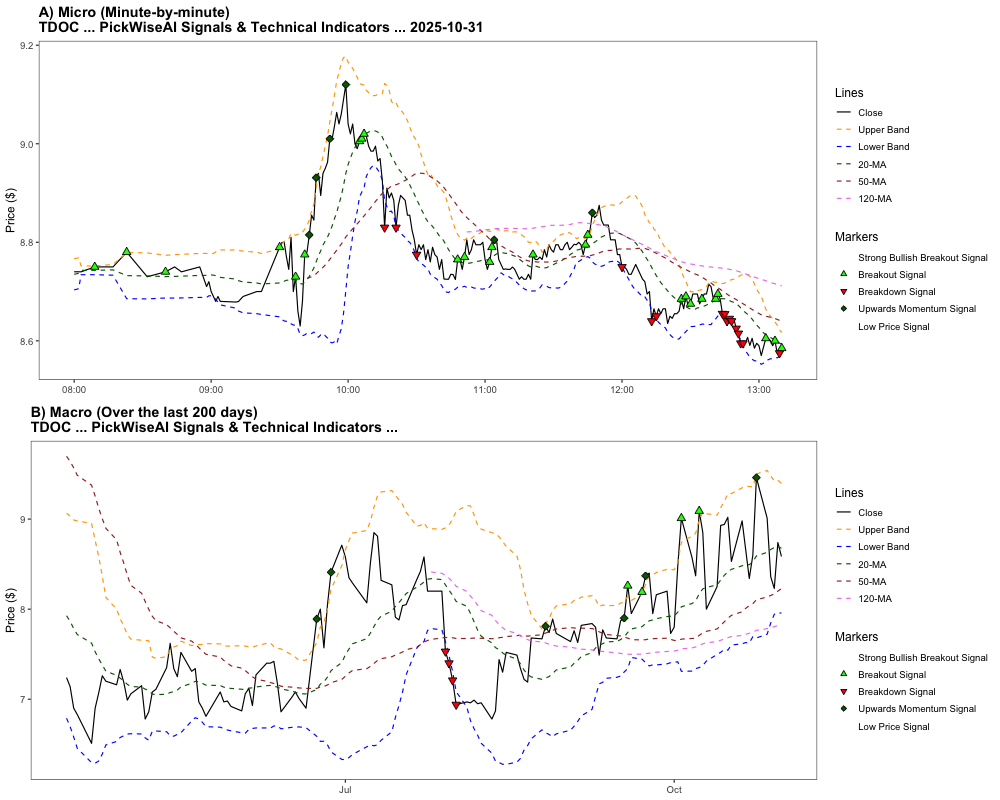 A) Micro (Minute-by-minute)
TDOC ... PickWiseAI Signals & Technical Indicators ... 2025-10-31
Price ($)
9.2
9.0
8.8
8.6
08:00
09:00
10:00
11:00
12:00
13:00
Lines
Close
Upper Band
Lower Band
20-MA
50-MA
120-MA
Markers
Strong Bullish Breakout Signal
Breakout Signal
Breakdown Signal
Upwards Momentum Signal
Low Price Signal
B) Macro (Over the last 200 days)
TDOC ... PickWiseAI Signals & Technical Indicators ...
Price ($)
9
8
7
Jul
Oct
Lines
Close
Upper Band
Lower Band
20-MA
50-MA
120-MA
Markers
Strong Bullish Breakout Signal
Breakout Signal
Breakdown Signal
Upwards Momentum Signal
Low Price Signal